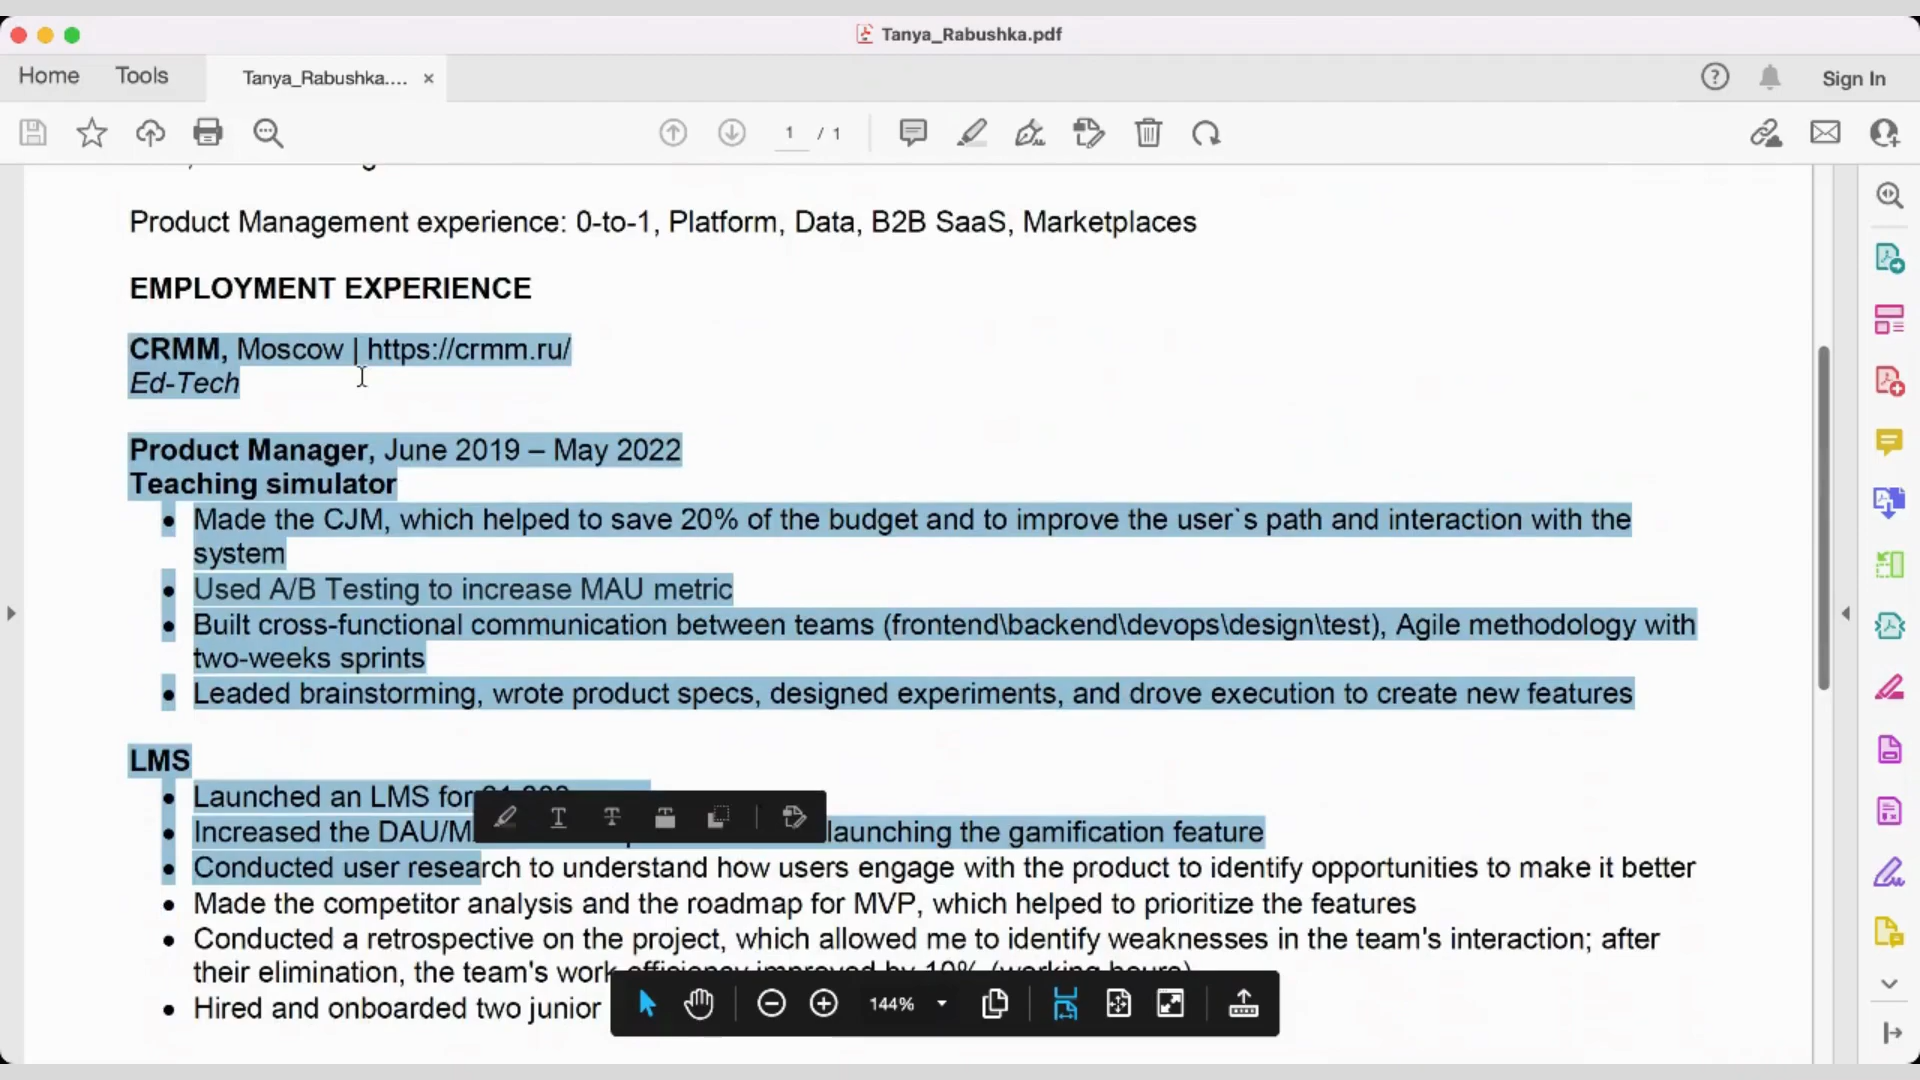 Tanya_Rabushka.pdf
Home Tools Tanya_Rabushka.... × Sign In
1 / 1
Product Management experience: 0-to-1, Platform, Data, B2B SaaS, Marketplaces
EMPLOYMENT EXPERIENCE
CRMM, Moscow | https://crmm.ru/
Ed-Tech
Product Manager, June 2019 – May 2022
Teaching simulator
• Made the CJM, which helped to save 20% of the budget and to improve the user`s path and interaction with the
system
• Used A/B Testing to increase MAU metric
• Built cross-functional communication between teams (frontend\backend\devops\design\test), Agile methodology with
two-weeks sprints
• Leaded brainstorming, wrote product specs, designed experiments, and drove execution to create new features
LMS
• Launched an LMS for
• Increased the launching the gamification feature
• Conducted user research to understand how users engage with the product to identify opportunities to make it better
• Made the competitor analysis and the roadmap for MVP, which helped to prioritize the features
• Conducted a retrospective on the project, which allowed me to identify weaknesses in the team's interaction; after
their elimination, the team's work efficiency improved by 10% (working hours)
• Hired and onboarded two junior
144%